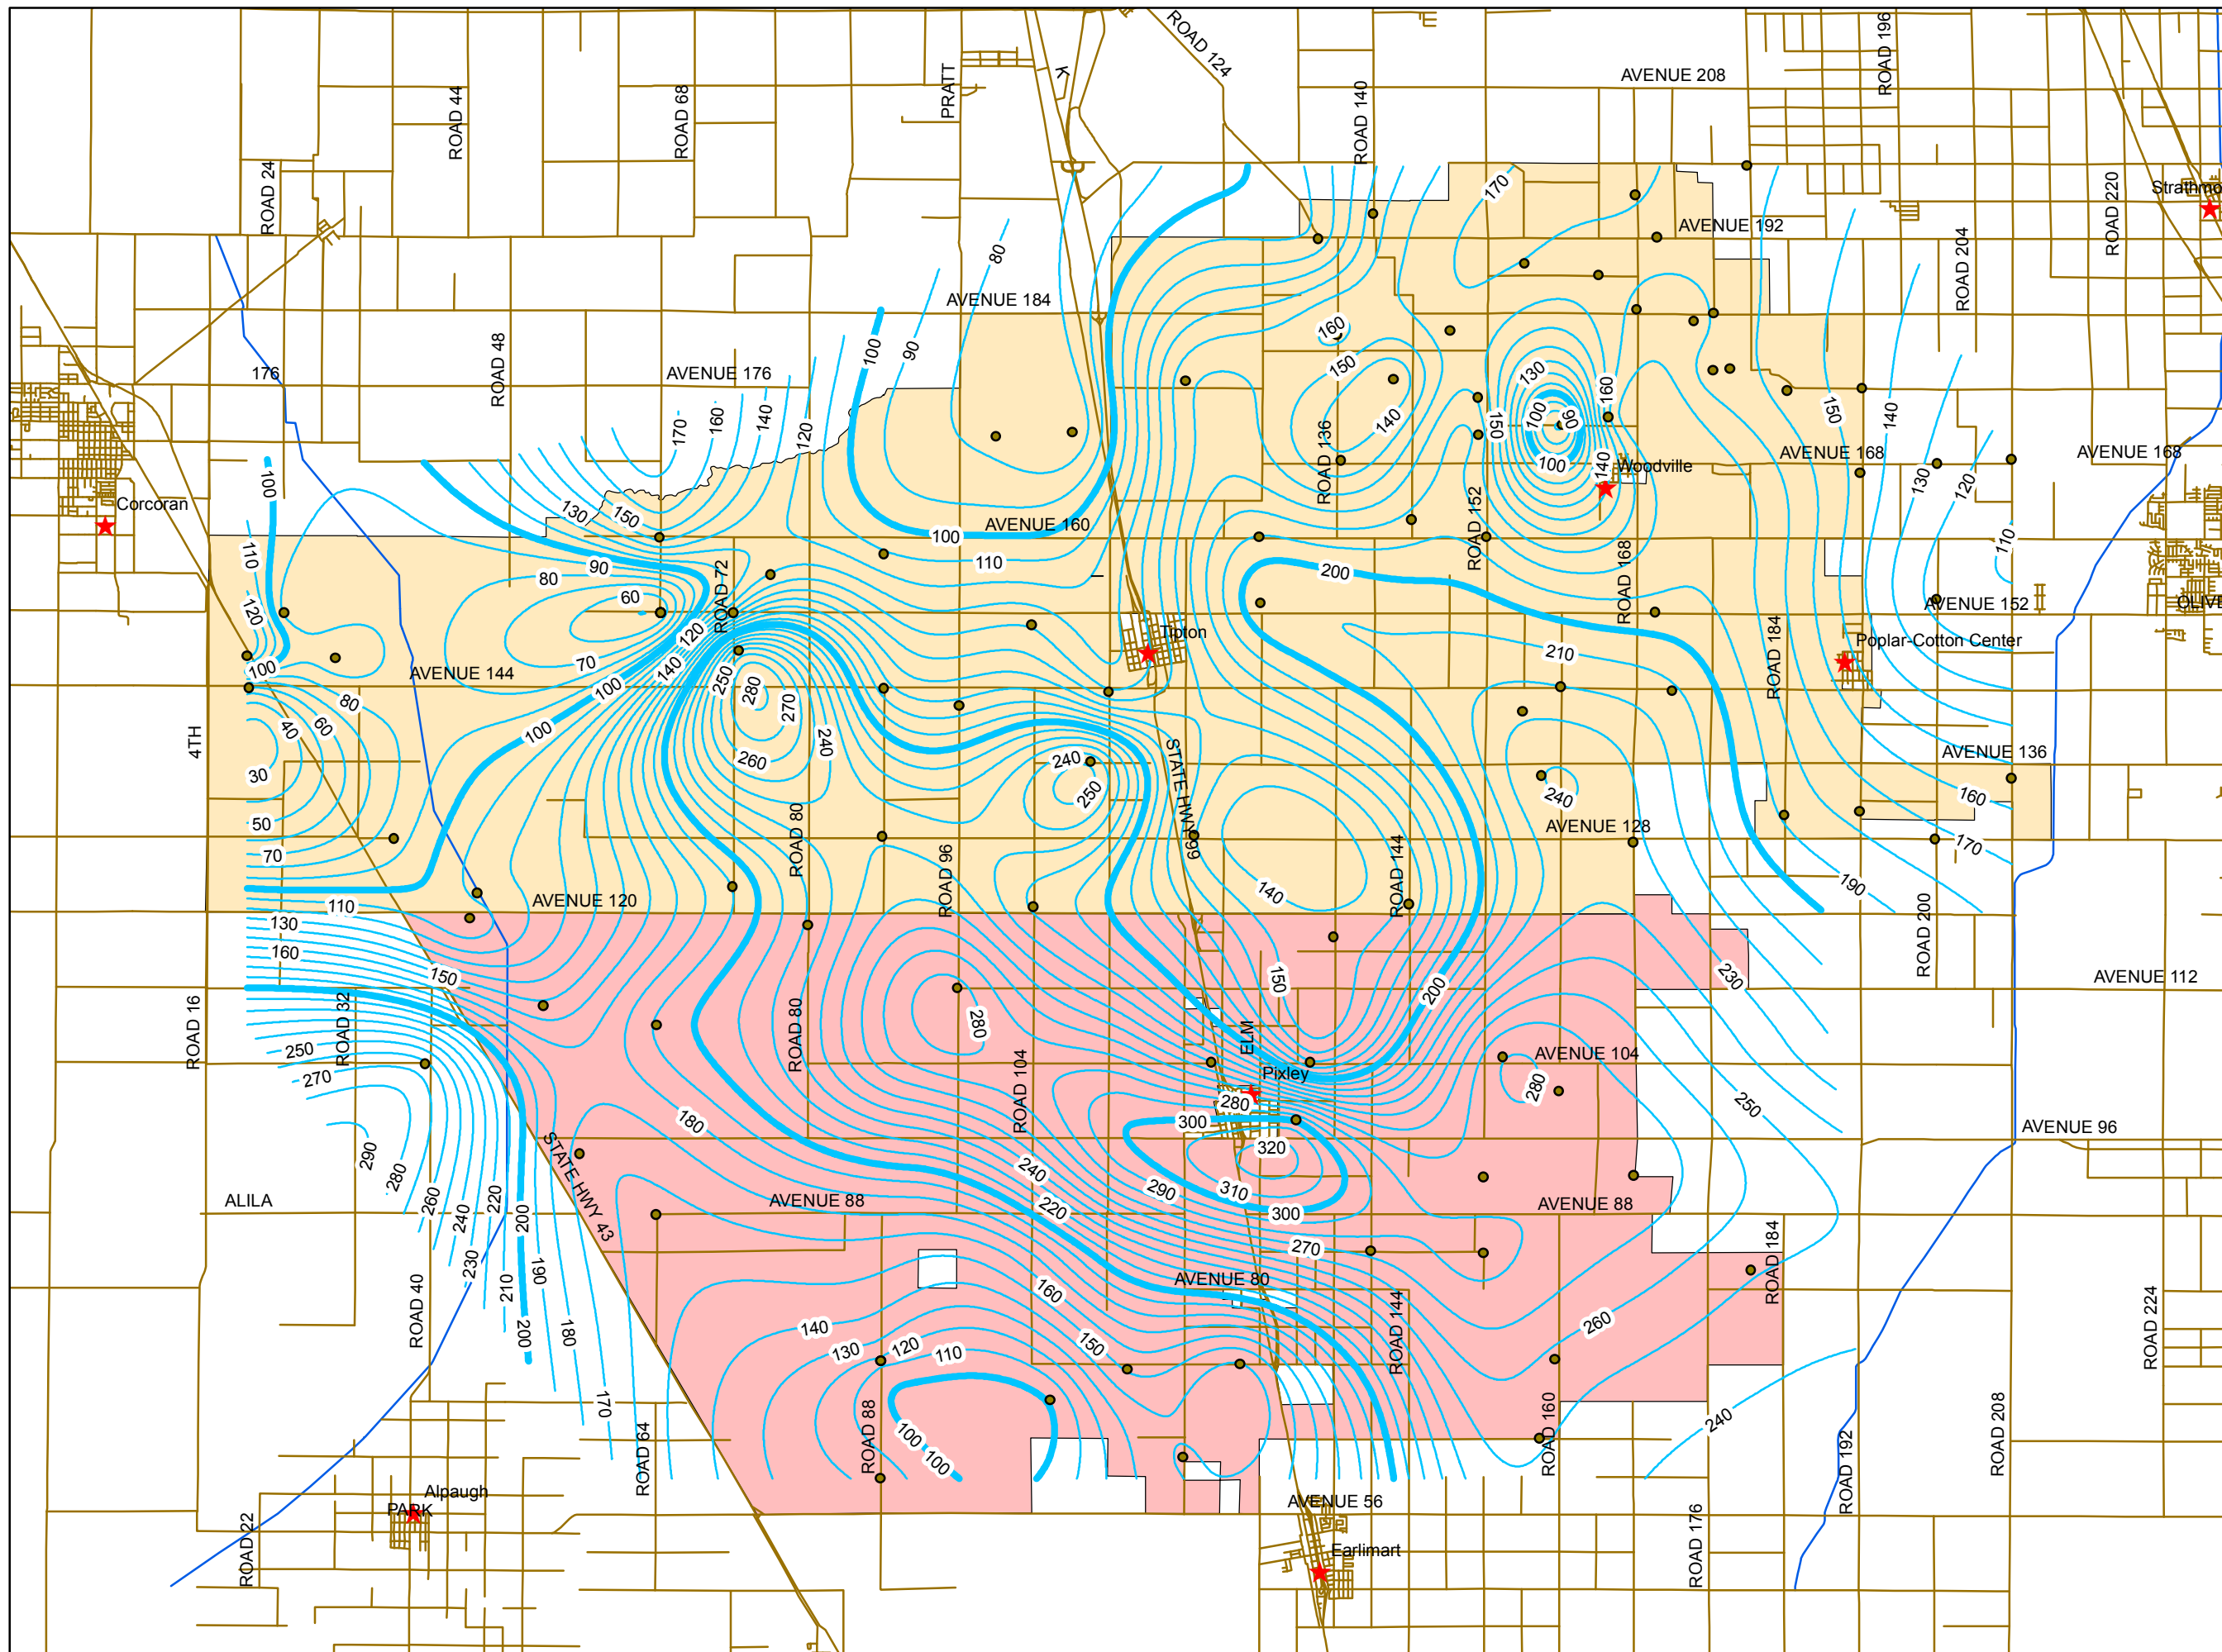 ROAD 124
K
PRATT
ROAD 196
AVENUE 208
ROAD 44
ROAD 68
ROAD 140
ROAD 24
ROAD 220
Strathmo
170
AVENUE 192
ROAD 204
80
AVENUE 184
160
100
90
ROAD 48
176
AVENUE 176
150
130
160
150
140
170
160
140
120
140
150
100
90
ROAD 136
AVENUE 168
AVENUE 168
100
140
Woodville
130
120
100
Corcoran
130
150
ROAD 152
AVENUE 160
100
110
110
110
90
80
60
ROAD 72
200
ROAD 168
120
AVENUE 152
OLIVE
120
Tipton
Poplar-Cotton Center
210
70
100
140
AVENUE 144
100
250
280
270
ROAD 184
80
40
60
100
4TH
240
STATE HWY 99
AVENUE 136
260
240
250
240
30
160
50
70
ROAD 80
ROAD 96
ROAD 144
AVENUE 128
170
140
190
110
AVENUE 120
130
160
150
150
200
230
ROAD 200
AVENUE 112
ROAD 16
ROAD 32
280
ROAD 80
ELM
250
270
ROAD 104
AVENUE 104
Pixley
280
280
250
180
300
AVENUE 96
290
280
STATE HWY 43
320
240
290
310
ALILA
260
240
220
200
AVENUE 88
220
300
AVENUE 88
230
210
190
270
ROAD 184
AVENUE 80
160
ROAD 40
200
180
140
130
120
110
150
ROAD 144
260
ROAD 224
170
ROAD 64
ROAD 88
100
100
ROAD 160
240
ROAD 192
ROAD 208
Alpaugh
PARK
AVENUE 56
ROAD 22
ROAD 176
Earlimart